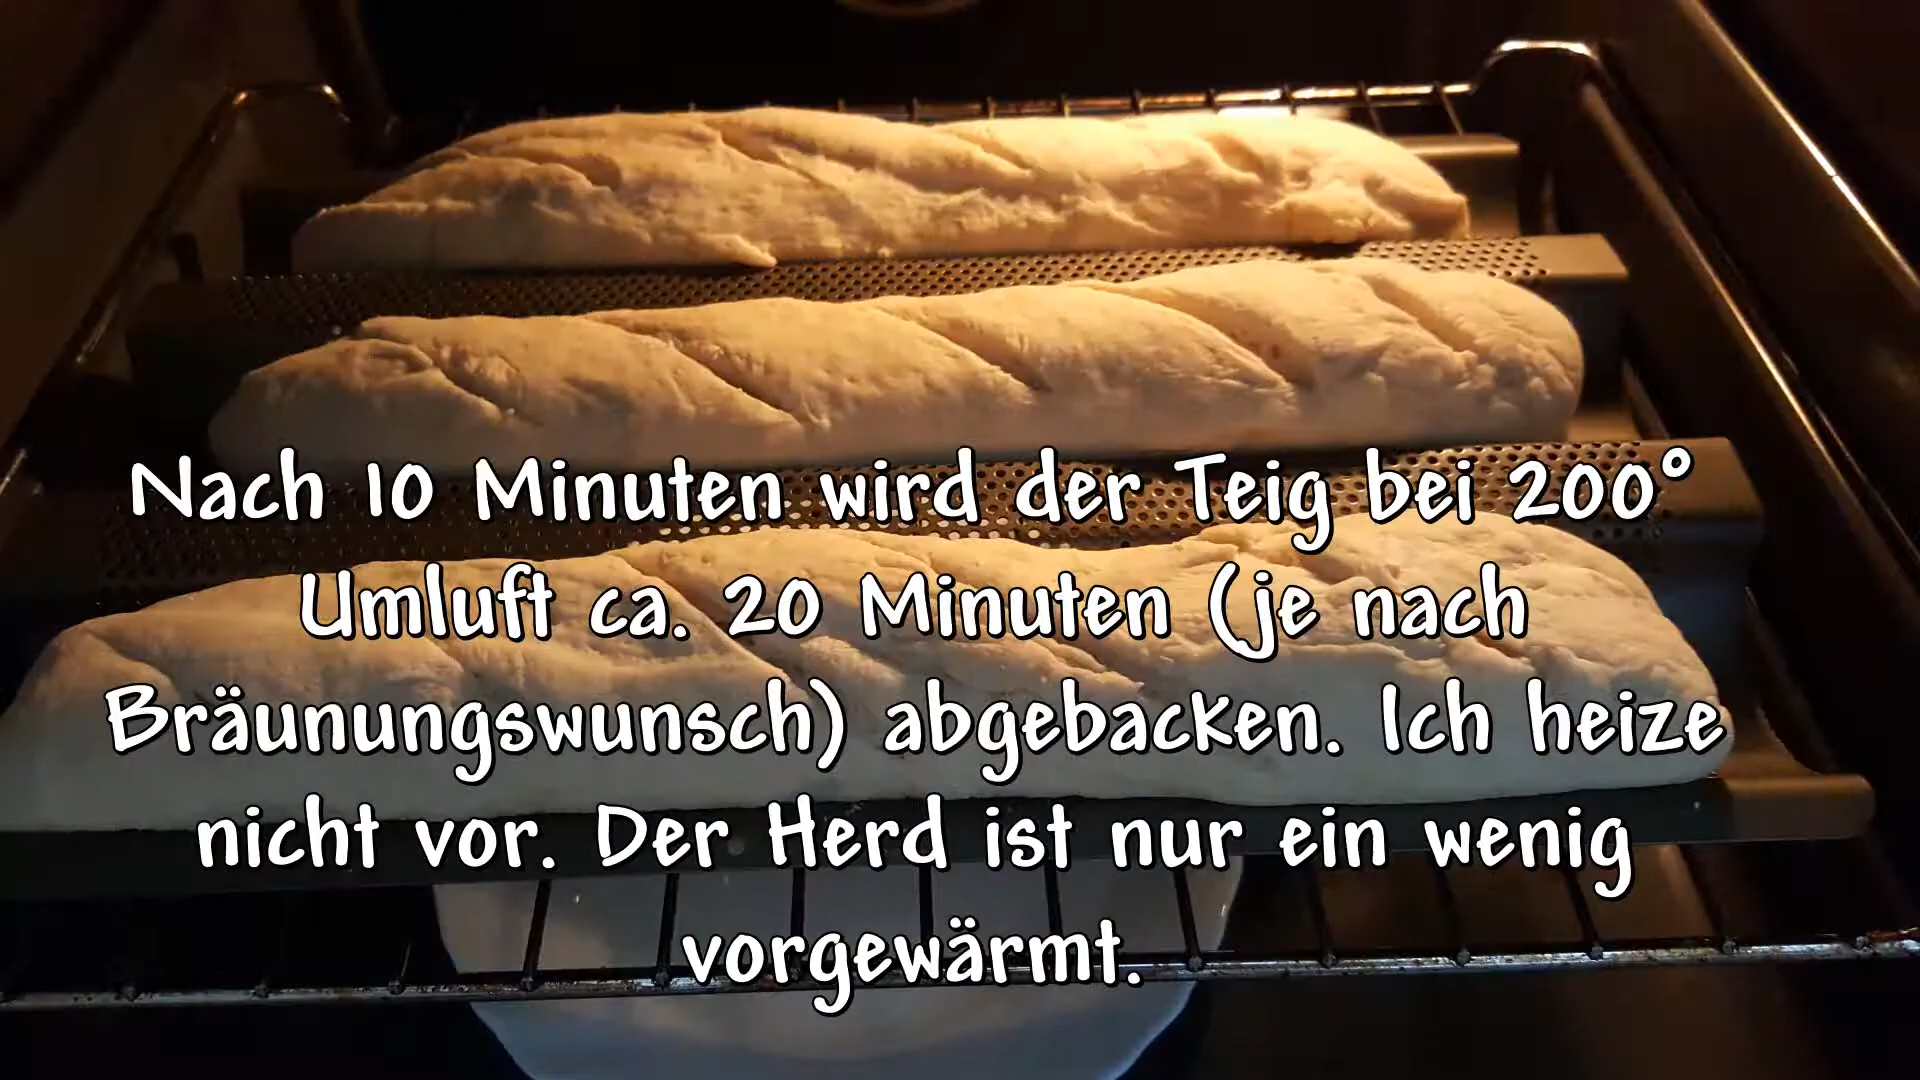 Nach 10 Minuten wird der Teig bei 200°
Umluft ca. 20 Minuten (je nach
Bräunungswunsch) abgebacken. Ich heize
nicht vor. Der Herd ist nur ein wenig
vorgewärmt.